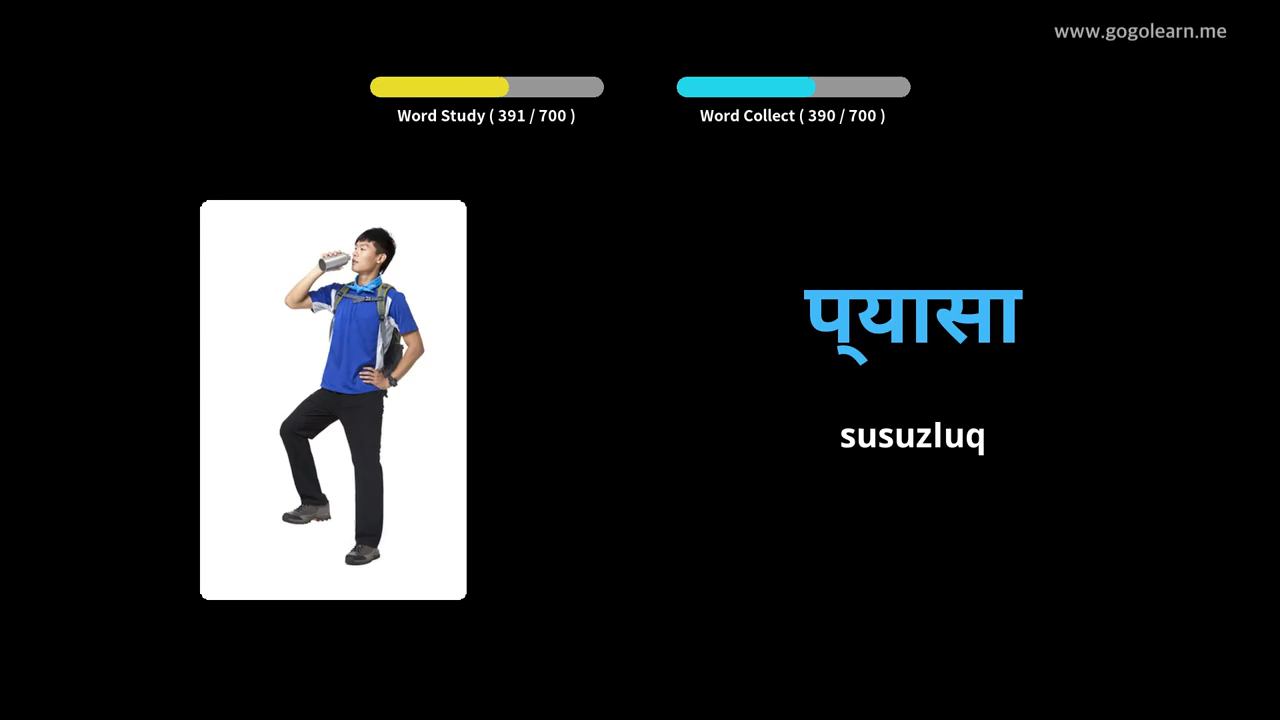 www.gogolearn.me
Word Study ( 391 / 700 )
Word Collect ( 390 / 700 )
प्यासा
susuzluq